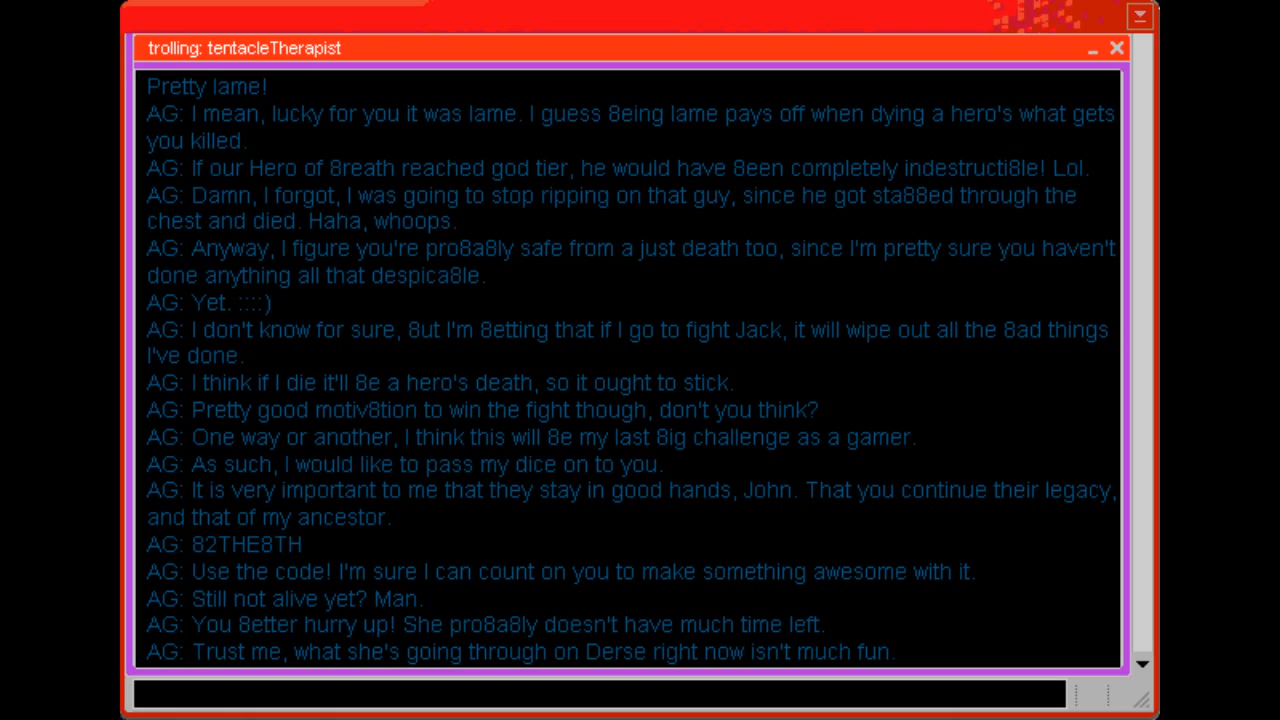 trolling: tentacleTherapist
Pretty lame!
AG: I mean, lucky for you it was lame. I guess 8eing lame pays off when dying a hero's what gets
you killed.
AG: If our Hero of 8reath reached god tier, he would have 8een completely indestructi8le! Lol.
AG: Damn, I forgot, I was going to stop ripping on that guy, since he got sta88ed through the
chest and died. Haha, whoops.
AG: Anyway, I figure you're pro8a8ly safe from a just death too, since I'm pretty sure you haven't
done anything all that despica8le.
AG: Yet. ::::)
AG: I don't know for sure, 8ut I'm 8etting that if I go to fight Jack, it will wipe out all the 8ad things
I've done.
AG: I think if I die it'll 8e a hero's death, so it ought to stick.
AG: Pretty good motiv8tion to win the fight though, don't you think?
AG: One way or another, I think this will 8e my last 8ig challenge as a gamer.
AG: As such, I would like to pass my dice on to you.
AG: It is very important to me that they stay in good hands, John. That you continue their legacy,
and that of my ancestor.
AG: 82THE8TH
AG: Use the code! I'm sure I can count on you to make something awesome with it.
AG: Still not alive yet? Man.
AG: You 8etter hurry up! She pro8a8ly doesn't have much time left.
AG: Trust me, what she's going through on Derse right now isn't much fun.